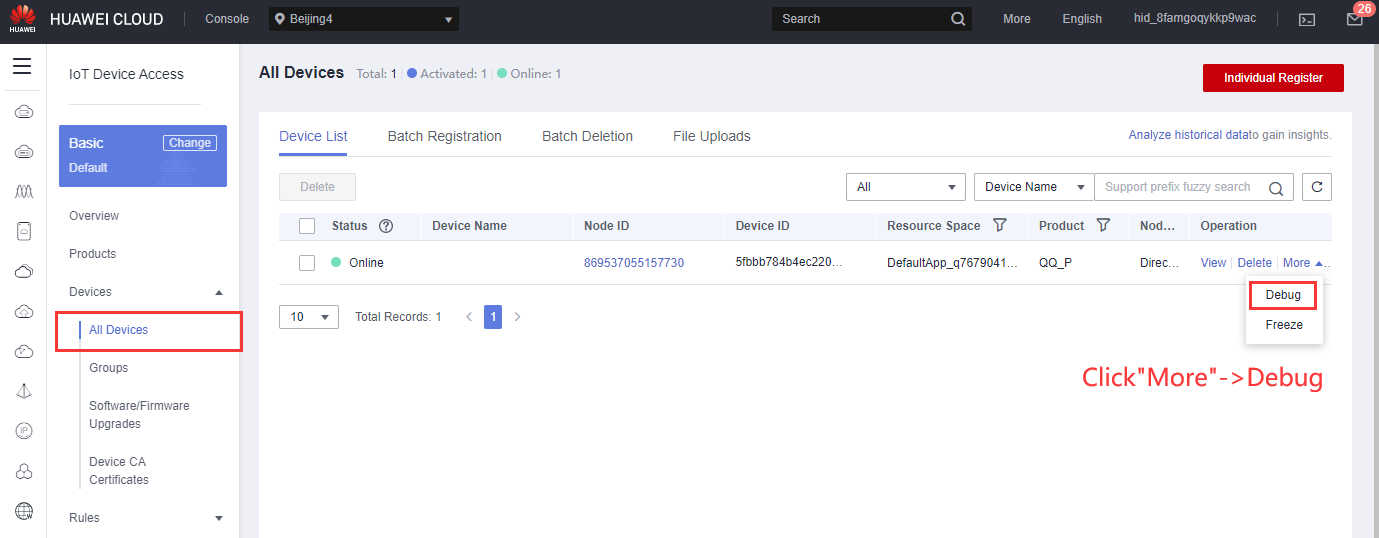 HUAWEI
HUAWEI CLOUD
Console
Beijing4
Search
More
English
hid_8famgoqykkp9wac
26
IoT Device Access
Basic
Change
Default
Overview
Products
Devices
All Devices
Groups
Software/Firmware
Upgrades
Device CA
Certificates
Rules
All Devices Total: 1 Activated: 1 Online: 1
Individual Register
Device List Batch Registration Batch Deletion File Uploads
Analyze historical datato gain insights.
Delete
All
Device Name
Support prefix fuzzy search
Status ? Device Name Node ID Device ID Resource Space Product Nod... Operation
Online 869537055157730 5fbbb784b4ec220... DefaultApp_q7679041... QQ_P Direc... View Delete More
Debug
Freeze
10 Total Records: 1 < 1 >
Click"More"->Debug
IP
W